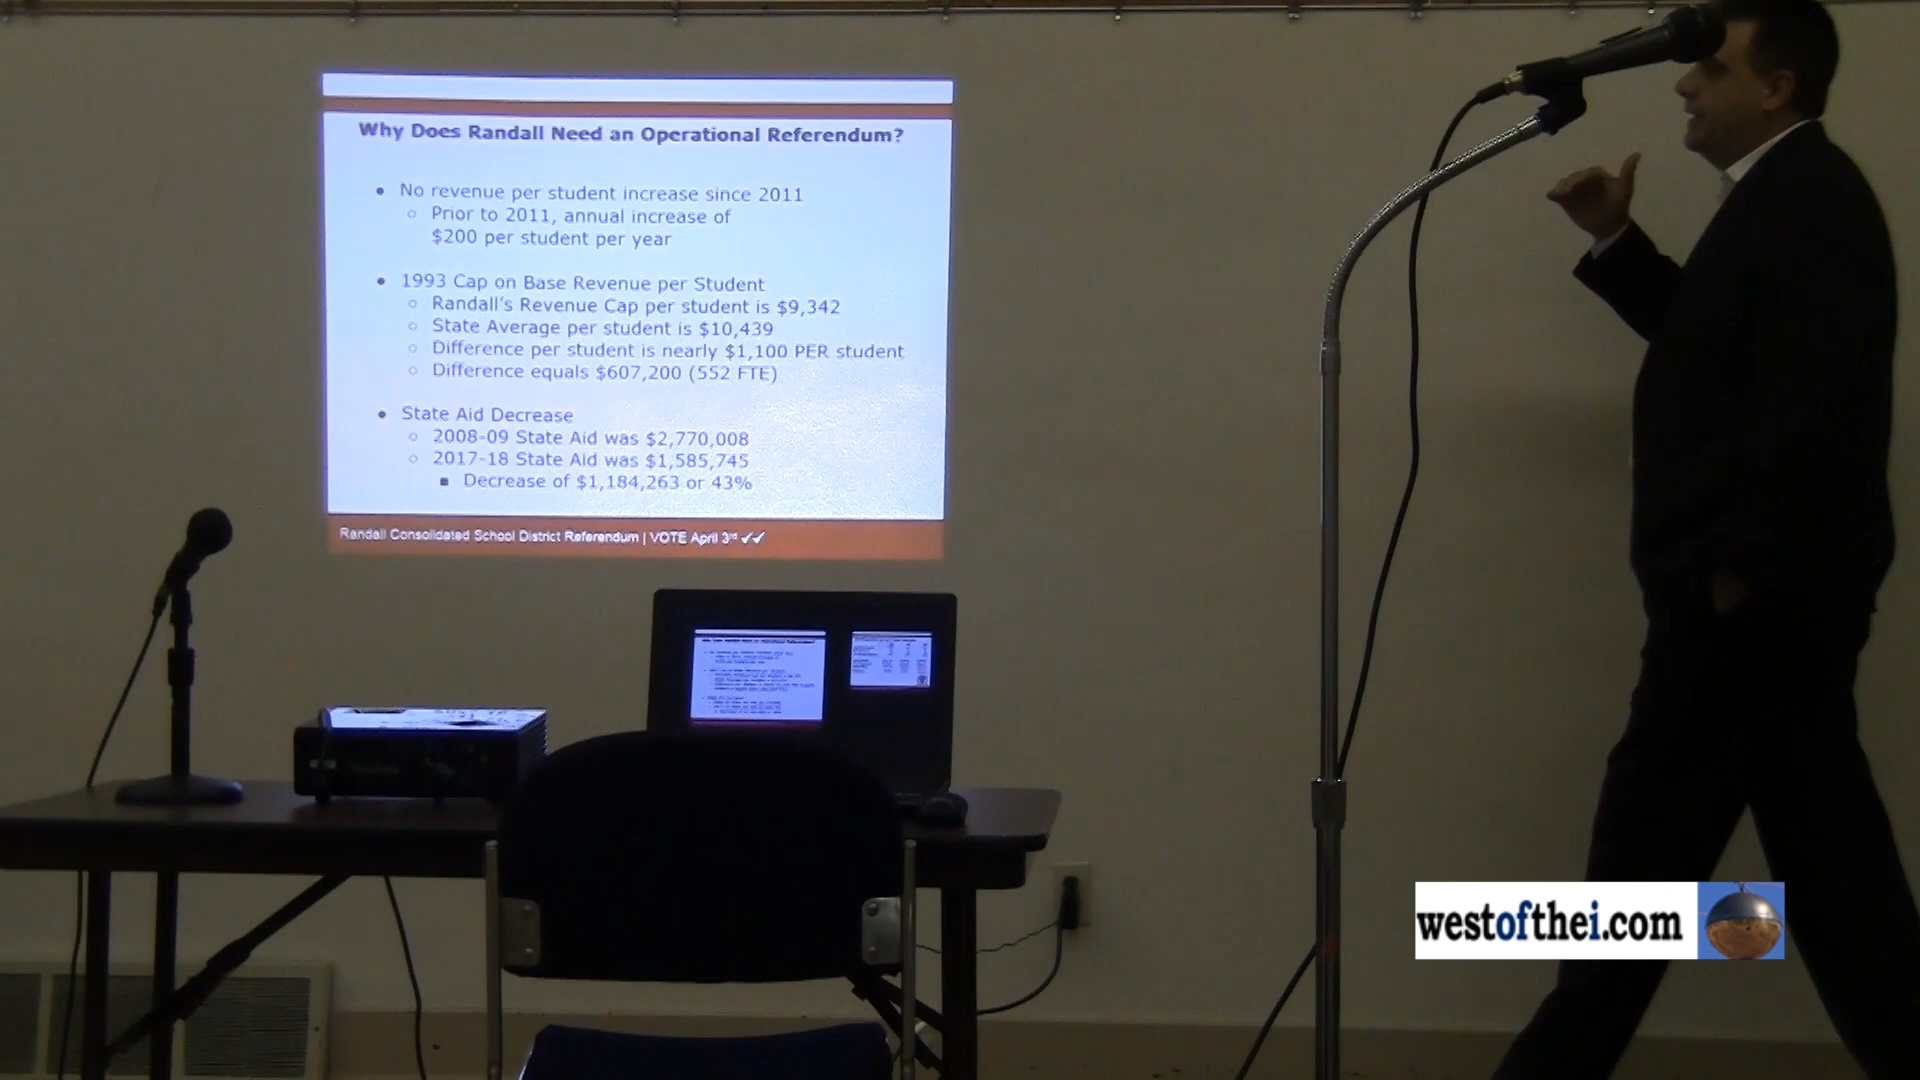 Why Does Randall Need an Operational Referendum?
• No revenue per student increase since 2011
○ Prior to 2011, annual increase of
$200 per student per year
• 1993 Cap on Base Revenue per Student
○ Randall's Revenue Cap per student is $9,342
○ State Average per student is $10,439
○ Difference per student is nearly $1,100 PER student
○ Difference equals $607,200 (552 FTE)
• State Aid Decrease
○ 2008-09 State Aid was $2,770,008
○ 2017-18 State Aid was $1,585,745
■ Decrease of $1,184,263 or 43%
Randall Consolidated School District Referendum | VOTE April 3rd ✓✓
westofthei.com